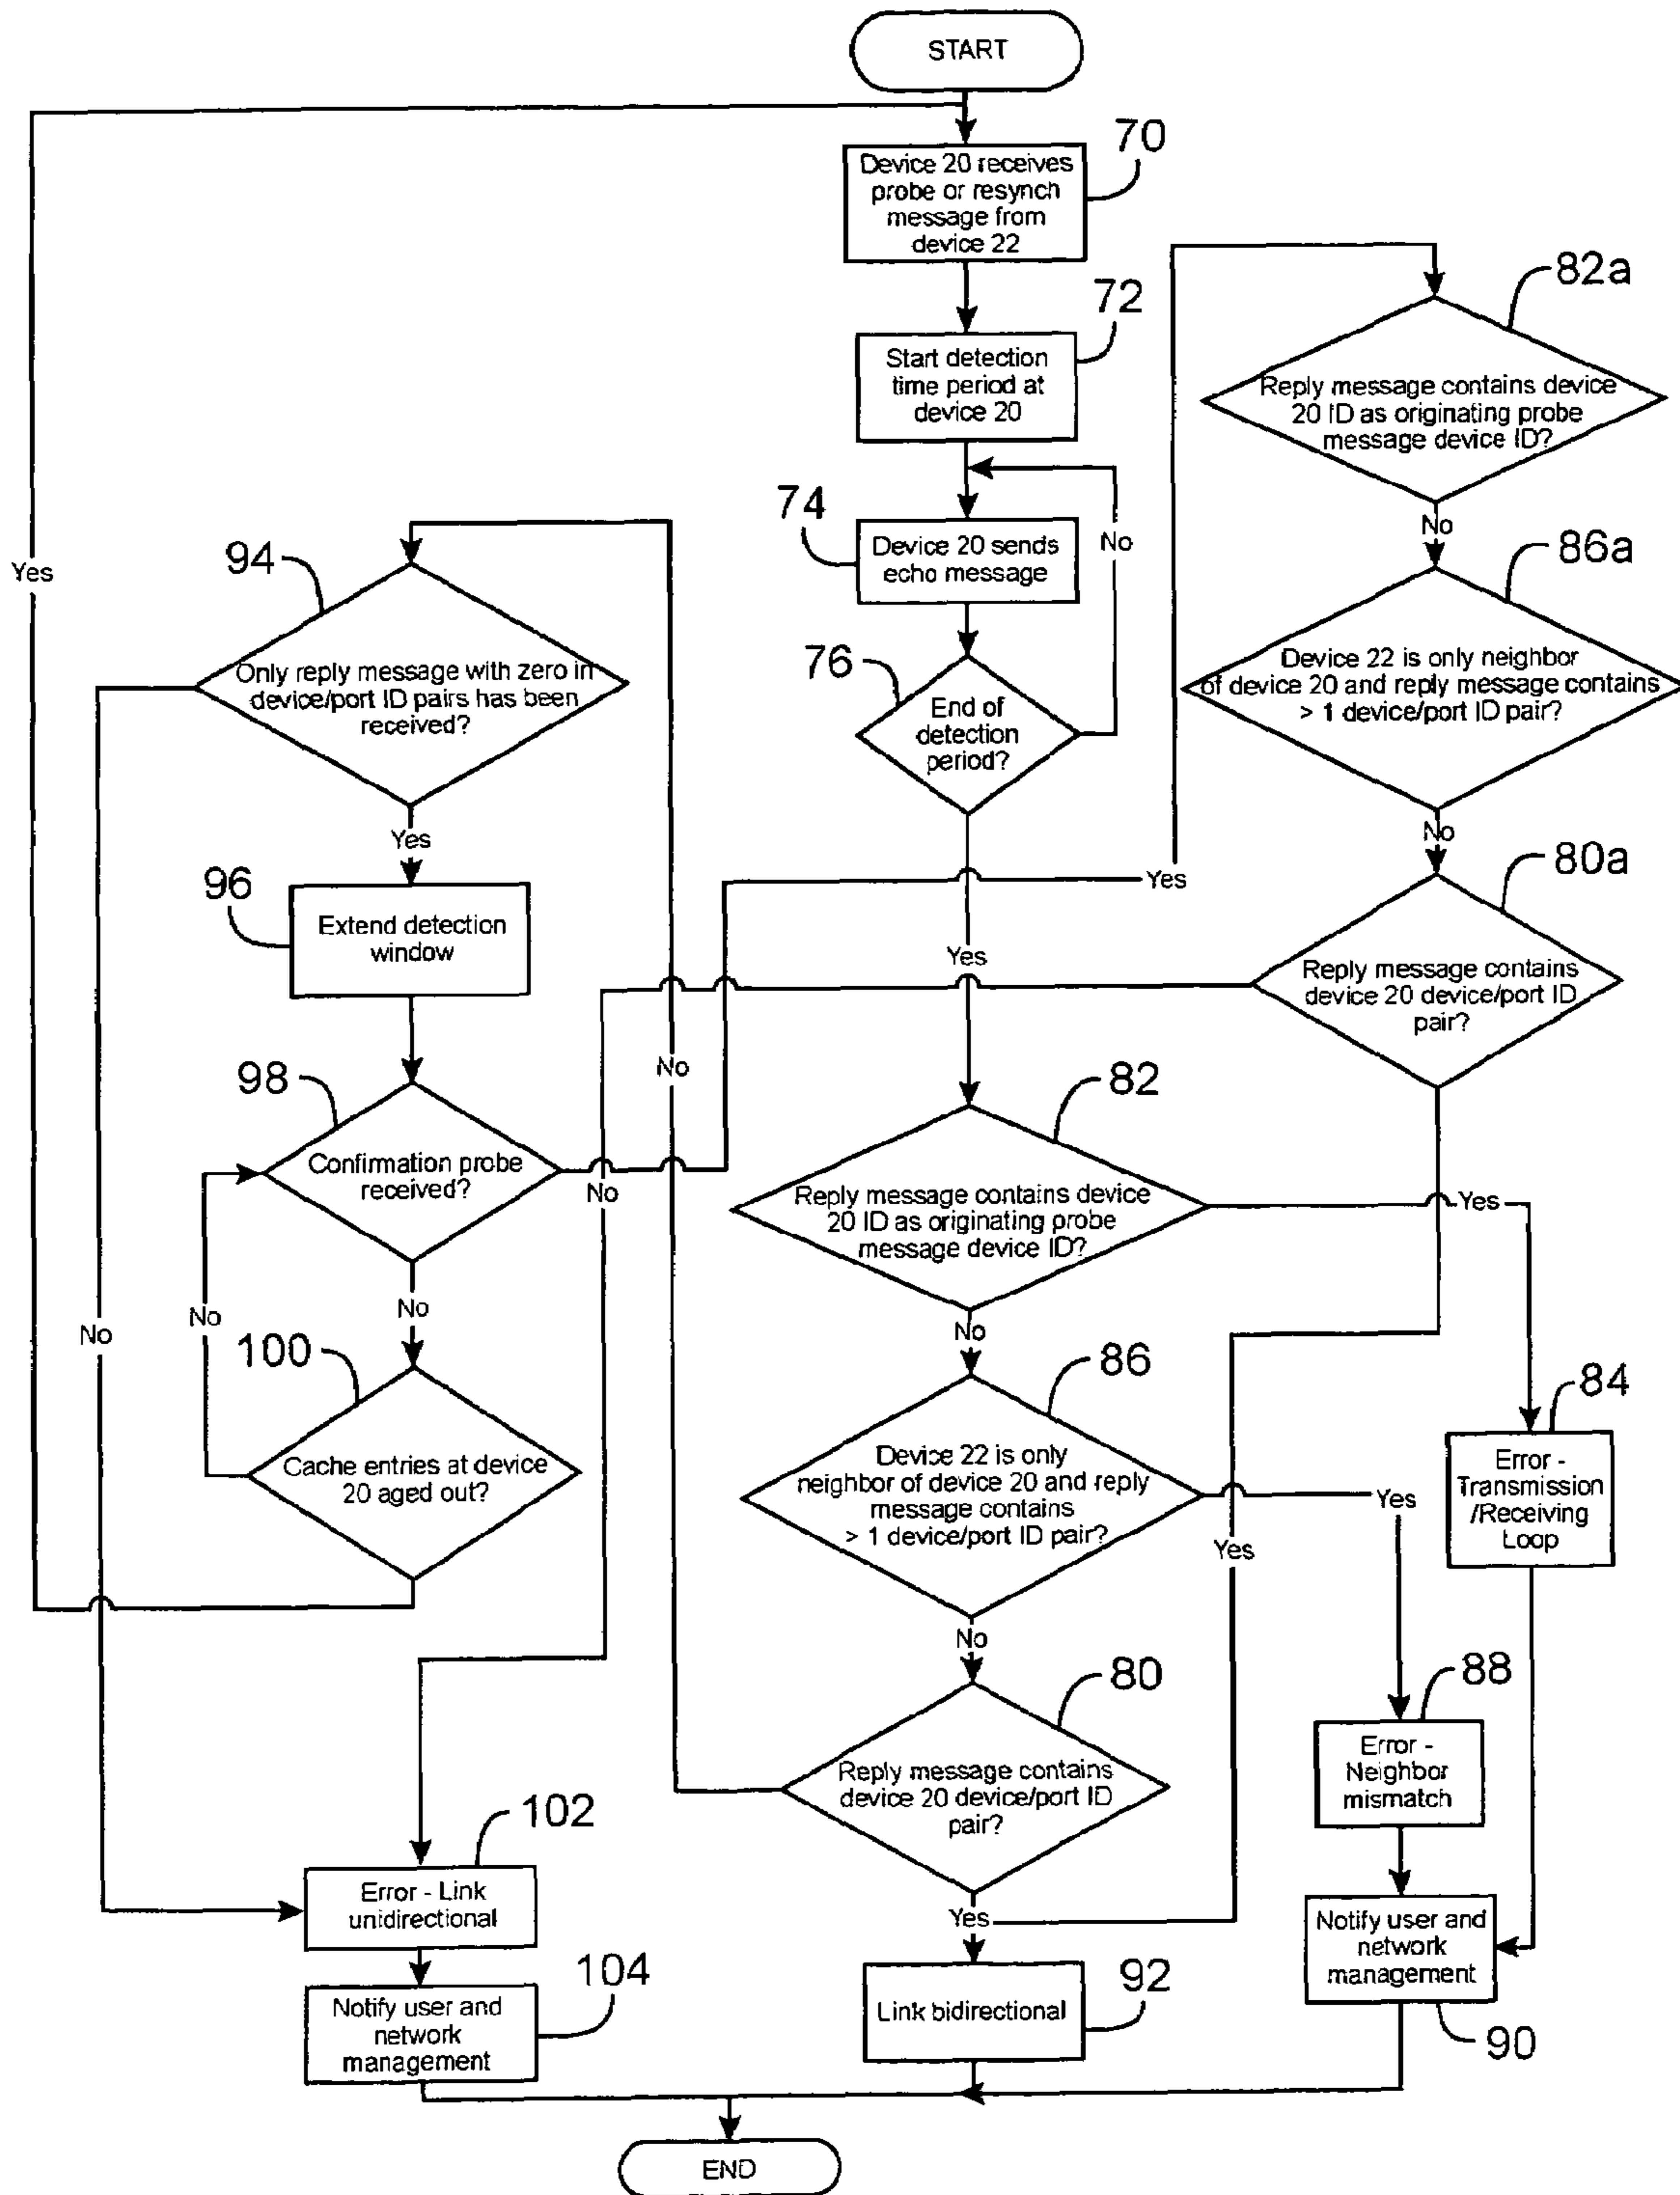 START
70
Device 20 receives
probe or resynch
message from
device 22
72
Start detection
time period at
device 20
74
Device 20 sends
echo message
No
76
End of
detection
period?
Yes
82a
Reply message contains device
20 ID as originating probe
message device ID?
No
86a
Device 22 is only neighbor
of device 20 and reply message contains
> 1 device/port ID pair?
No
80a
Reply message contains
device 20 device/port ID
pair?
Yes
94
Only reply message with zero in
device/port ID pairs has been
received?
Yes
No
96
Extend detection
window
98
Confirmation probe
received?
Yes
No
No
100
Cache entries at device
20 aged out?
Yes
No
No
82
Reply message contains device
20 ID as originating probe
message device ID?
Yes
No
84
Error -
Transmission
/Receiving
Loop
86
Device 22 is only
neighbor of device 20 and reply
message contains
> 1 device/port ID pair?
Yes
No
88
Error -
Neighbor
mismatch
80
Reply message contains
device 20 device/port ID
pair?
Yes
102
Error - Link
unidirectional
104
Notify user and
network
management
92
Link bidirectional
90
Notify user and
network
management
END